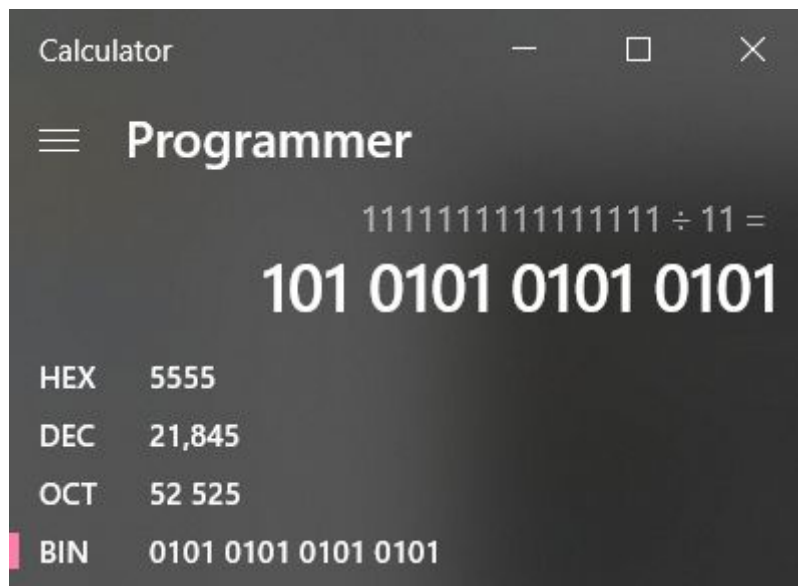 Calculator
Programmer
1111111111111111 ÷ 11 =
101 0101 0101 0101
HEX 5555
DEC 21,845
OCT 52 525
BIN 0101 0101 0101 0101